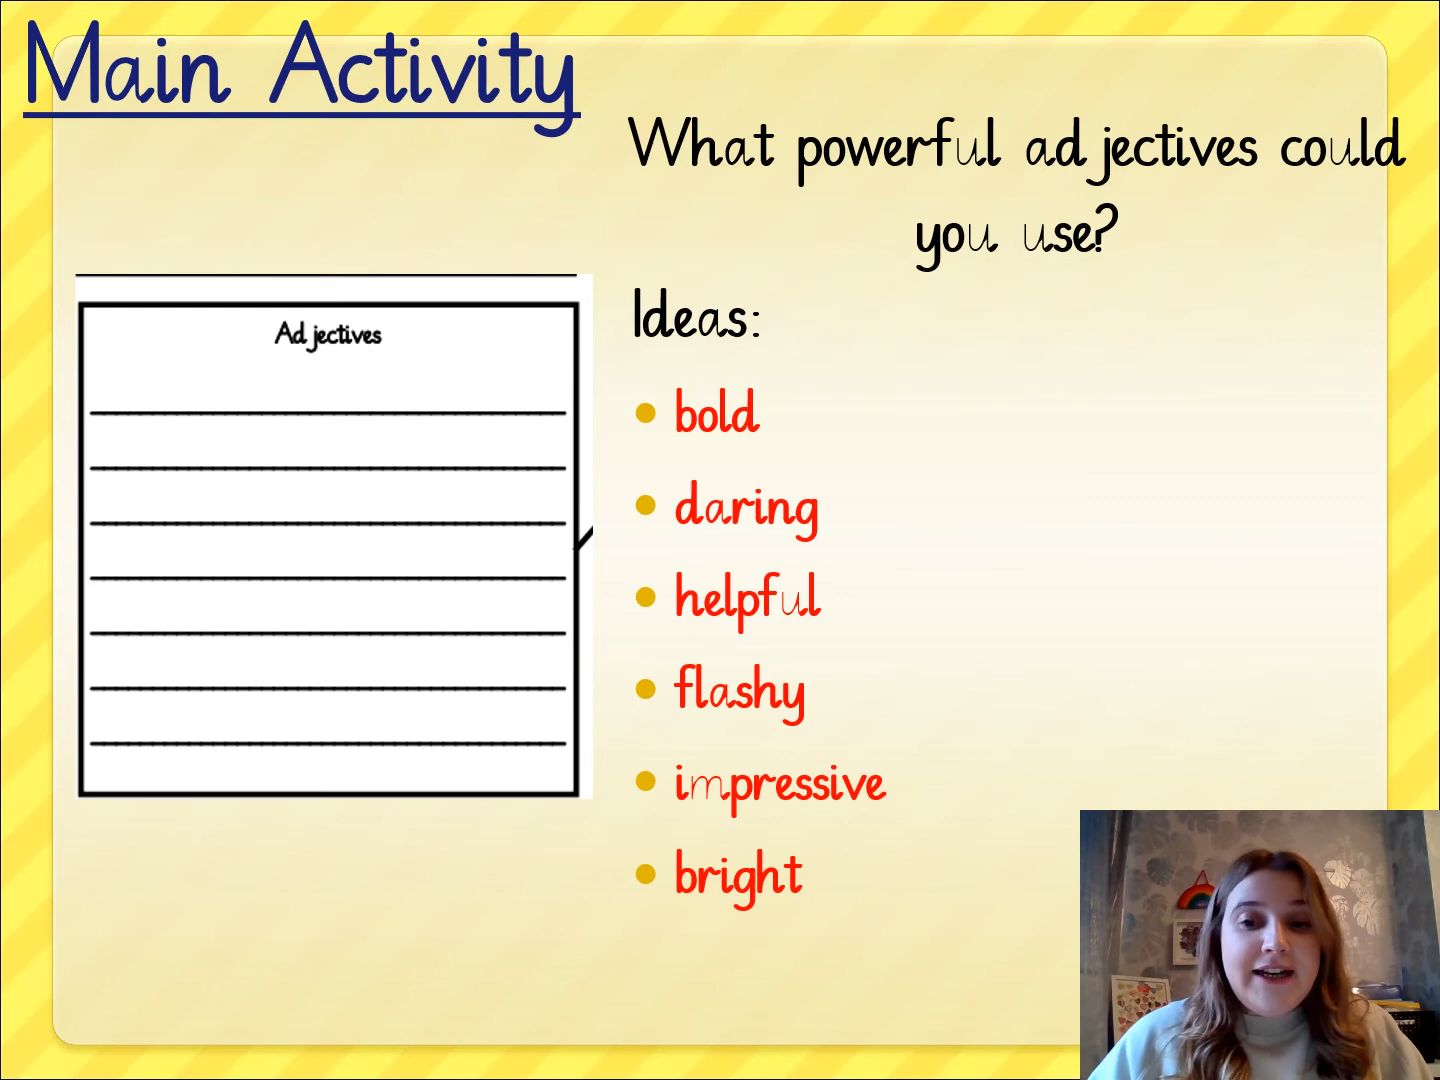 Main Activity
What powerful adjectives could
you use?
Adjectives
Ideas:
bold
daring
helpful
flashy
impressive
bright